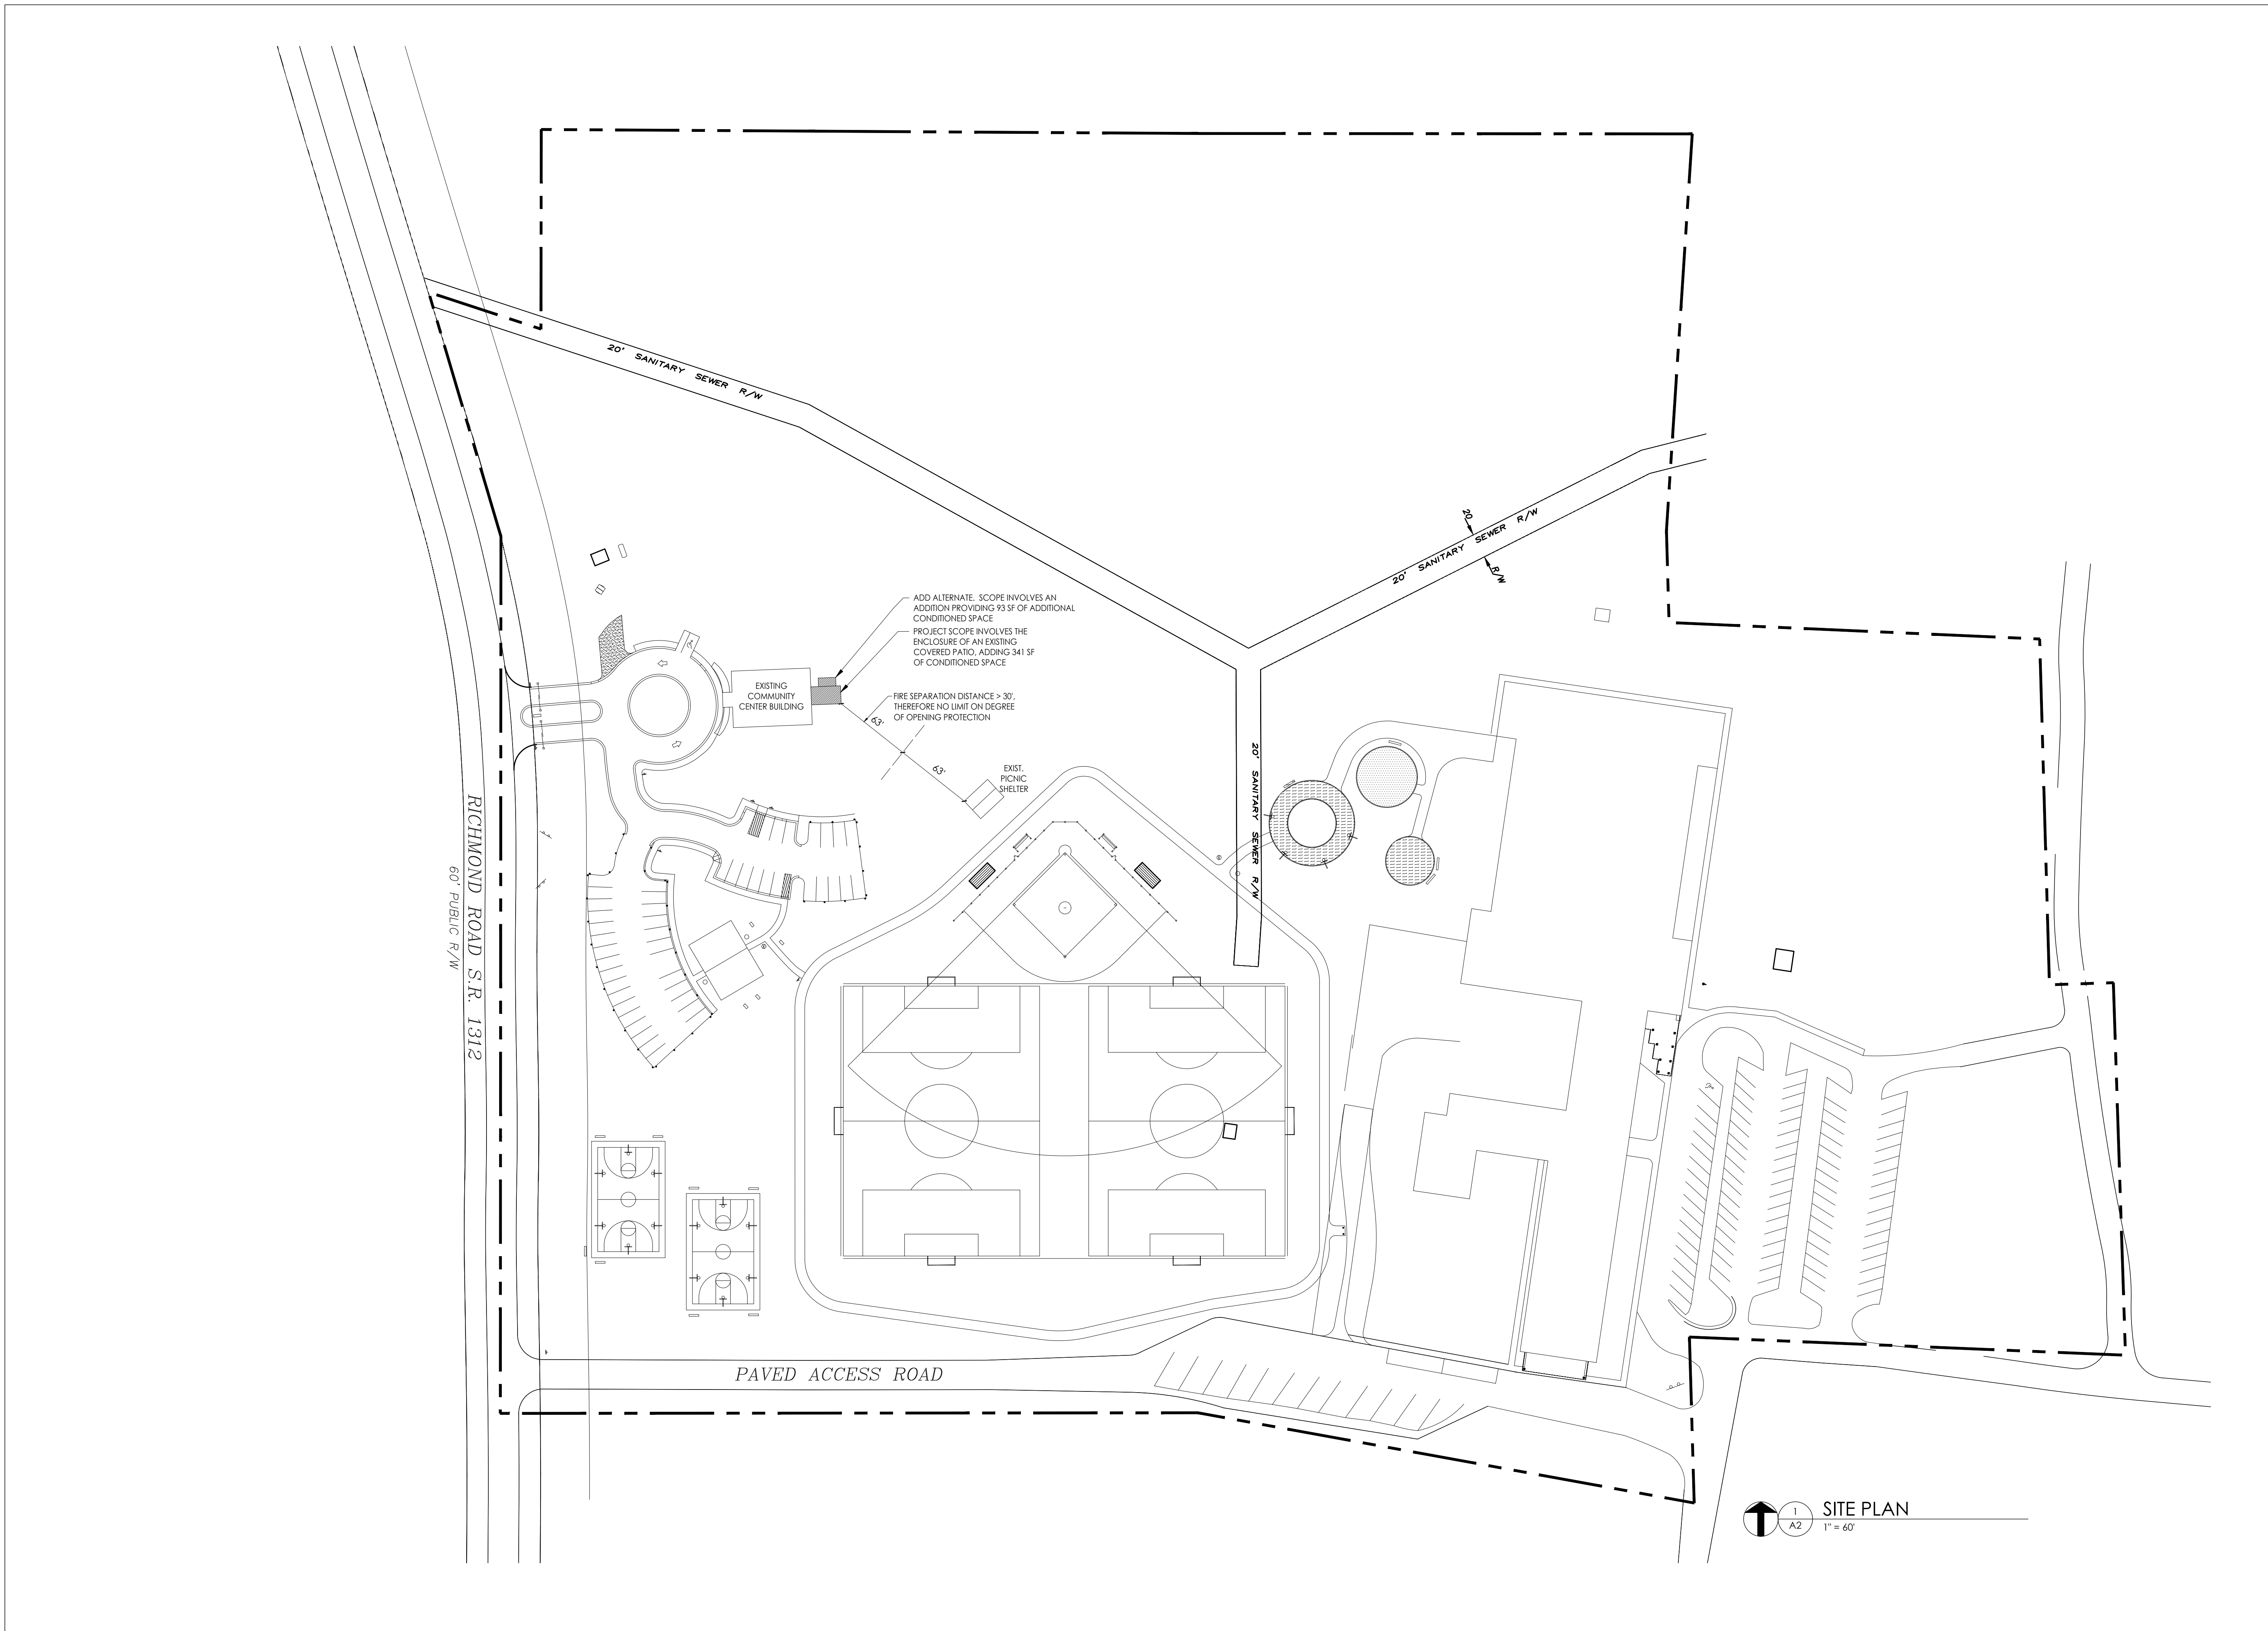 20' SANITARY SEWER R/W
20
20' SANITARY SEWER R/W
R/W
ADD ALTERNATE. SCOPE INVOLVES AN
ADDITION PROVIDING 93 SF OF ADDITIONAL
CONDITIONED SPACE
PROJECT SCOPE INVOLVES THE
ENCLOSURE OF AN EXISTING
COVERED PATIO, ADDING 341 SF
OF CONDITIONED SPACE
EXISTING
COMMUNITY
CENTER BUILDING
FIRE SEPARATION DISTANCE > 30',
THEREFORE NO LIMIT ON DEGREE
OF OPENING PROTECTION
63'
63'
EXIST.
PICNIC
SHELTER
20' SANITARY SEWER R/W
RICHMOND ROAD S.R. 1312
60' PUBLIC R/W
PAVED ACCESS ROAD
1
A2
SITE PLAN
1" = 60'